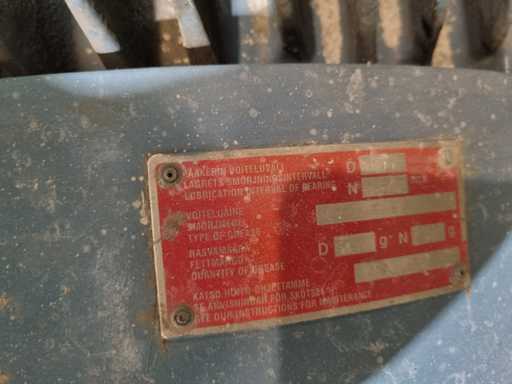 LAAKERIN VOITELUVÄLI D
LAGRETS SMÖRJNINGSINTERVALL
LUBRICATION INTERVAL OF BEARING N
VOITELUAINE
SMÖRJMEDEL
TYPE OF GREASE
RASVAMÄÄRÄ D g N g
FETTMÄNGD
QUANTITY OF GREASE
KATSO HOITO-OHJEITAMME
SE ANVISNINGAR FÖR SKÖTSEL
SEE OUR INSTRUCTIONS FOR MAINTENANCE